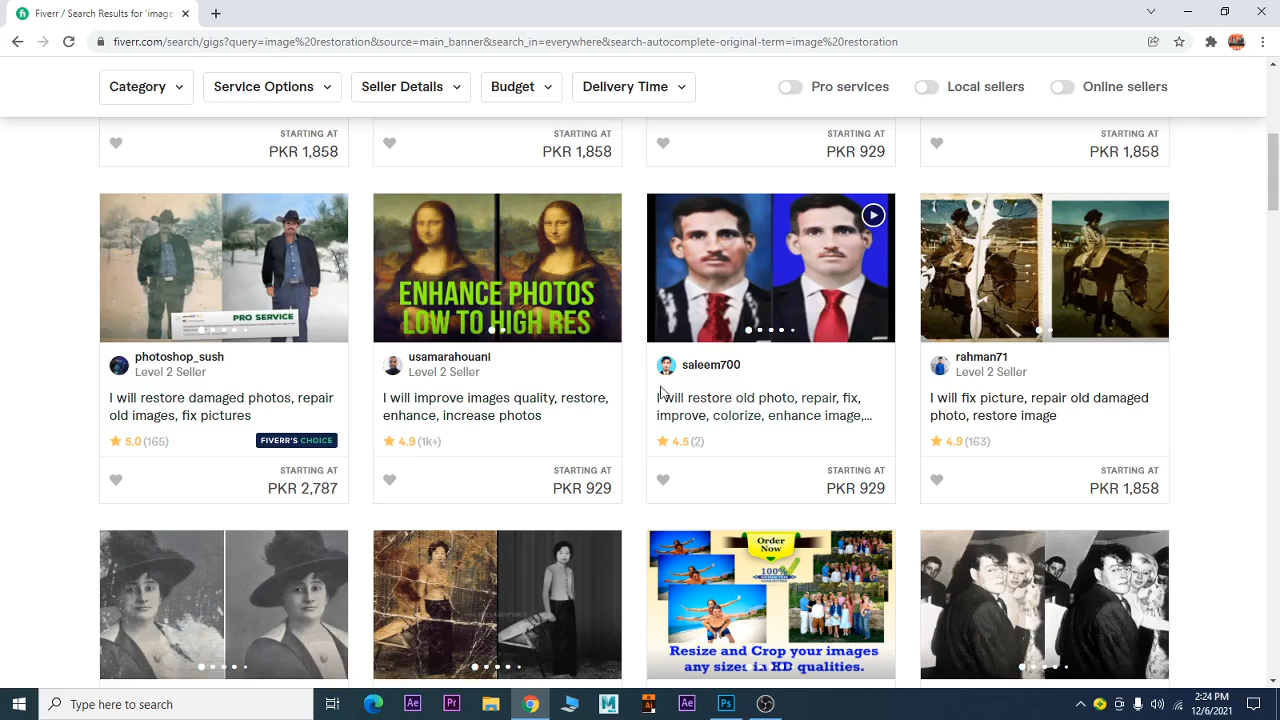 Fiverr / Search Results for 'image
fiverr.com/search/gigs?query=image%20restoration&source=main_banner&search_in=everywhere&search-autocomplete-original-term=image%20restoration
Category Service Options Seller Details Budget Delivery Time Pro services Local sellers Online sellers
STARTING AT STARTING AT STARTING AT STARTING AT
PKR 1,858 PKR 1,858 PKR 929 PKR 1,858
ENHANCE PHOTOS
LOW TO HIGH RES
PRO SERVICE
photoshop_sush usamarahouani saleem700 rahman71
Level 2 Seller Level 2 Seller Level 2 Seller
I will restore damaged photos, repair I will improve images quality, restore, I will restore old photo, repair, fix, I will fix picture, repair old damaged
old images, fix pictures enhance, increase photos improve, colorize, enhance image,... photo, restore image
5.0 (165) FIVERR'S CHOICE 4.9 (1k+) 4.5 (2) 4.9 (163)
STARTING AT STARTING AT STARTING AT STARTING AT
PKR 2,787 PKR 929 PKR 929 PKR 1,858
Order
Now
100%
Resize and Crop your images
any sizes in HD qualities.
Type here to search
Ae Pr Ai Ae Ps
2:24 PM
12/6/2021